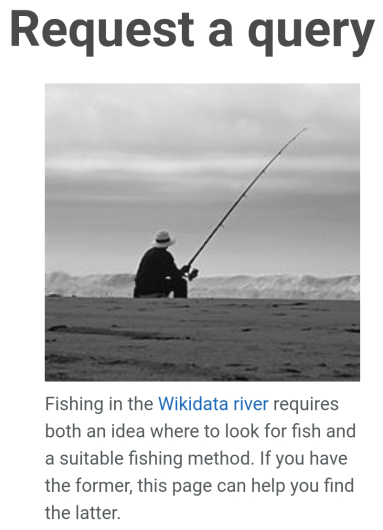 Request a query
Fishing in the Wikidata river requires
both an idea where to look for fish and
a suitable fishing method. If you have
the former, this page can help you find
the latter.